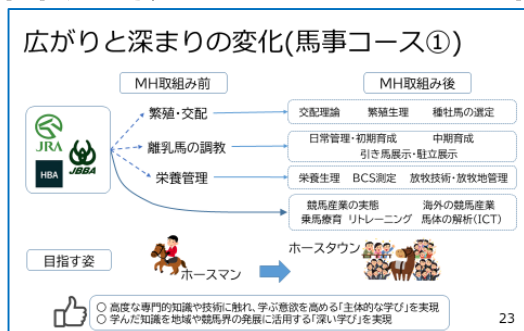 広がりと深まりの変化(馬事コース①)
MH取組み前
MH取組み後
JRA
HBA
JBBA
繁殖・交配
交配理論 繁殖生理 種牡馬の選定
離乳馬の調教
日常管理・初期育成 中期育成
引き馬展示・駐立展示
栄養管理
栄養生理 BCS測定 放牧技術・放牧地管理
競馬産業の実態 海外の競馬産業
乗馬療育 リトレーニング 馬体の解析(ICT)
目指す姿
ホースマン
ホースタウン
○ 高度な専門的知識や技術に触れ、学ぶ意欲を高める「主体的な学び」を実現
○ 学んだ知識を地域や競馬界の発展に活用する「深い学び」を実現
23